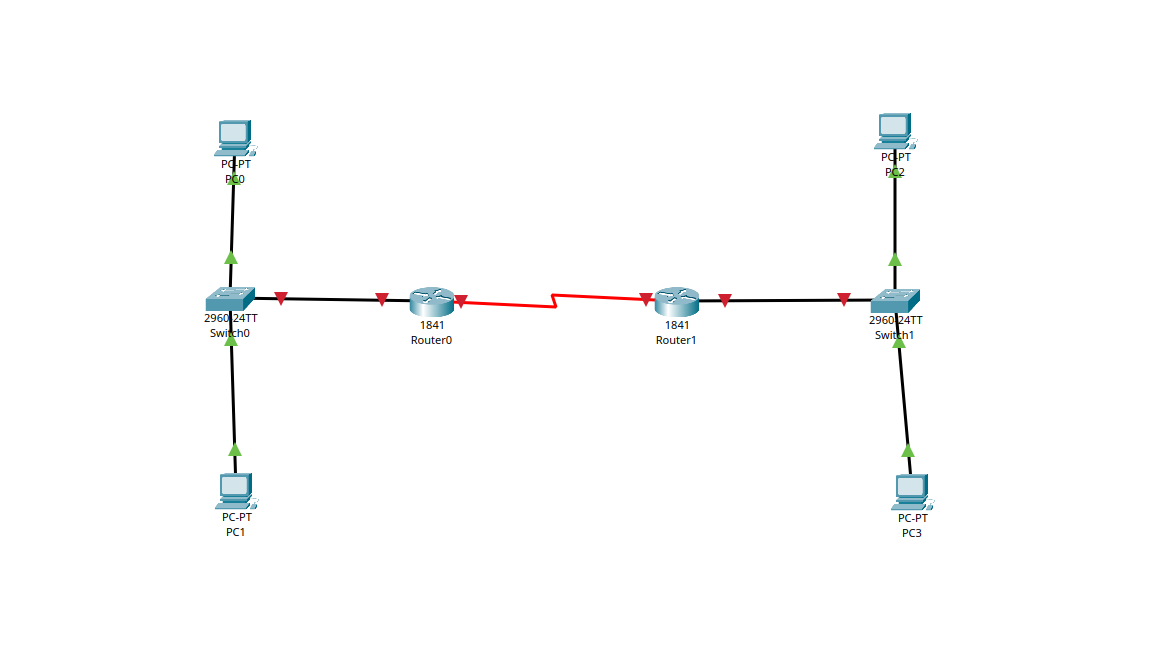 PC-PT
PC0
PC-PT
PC2
2960-24TT
Switch0
1841
Router0
1841
Router1
2960-24TT
Switch1
PC-PT
PC1
PC-PT
PC3